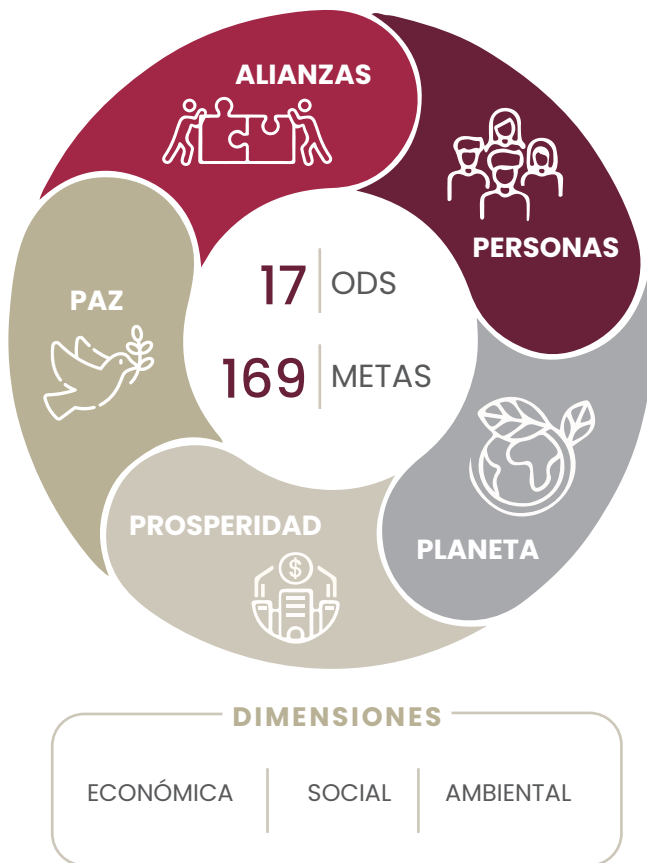 ALIANZAS
PERSONAS
PAZ
17 ODS
169 METAS
$
PROSPERIDAD
PLANETA
DIMENSIONES
ECONÓMICA SOCIAL AMBIENTAL